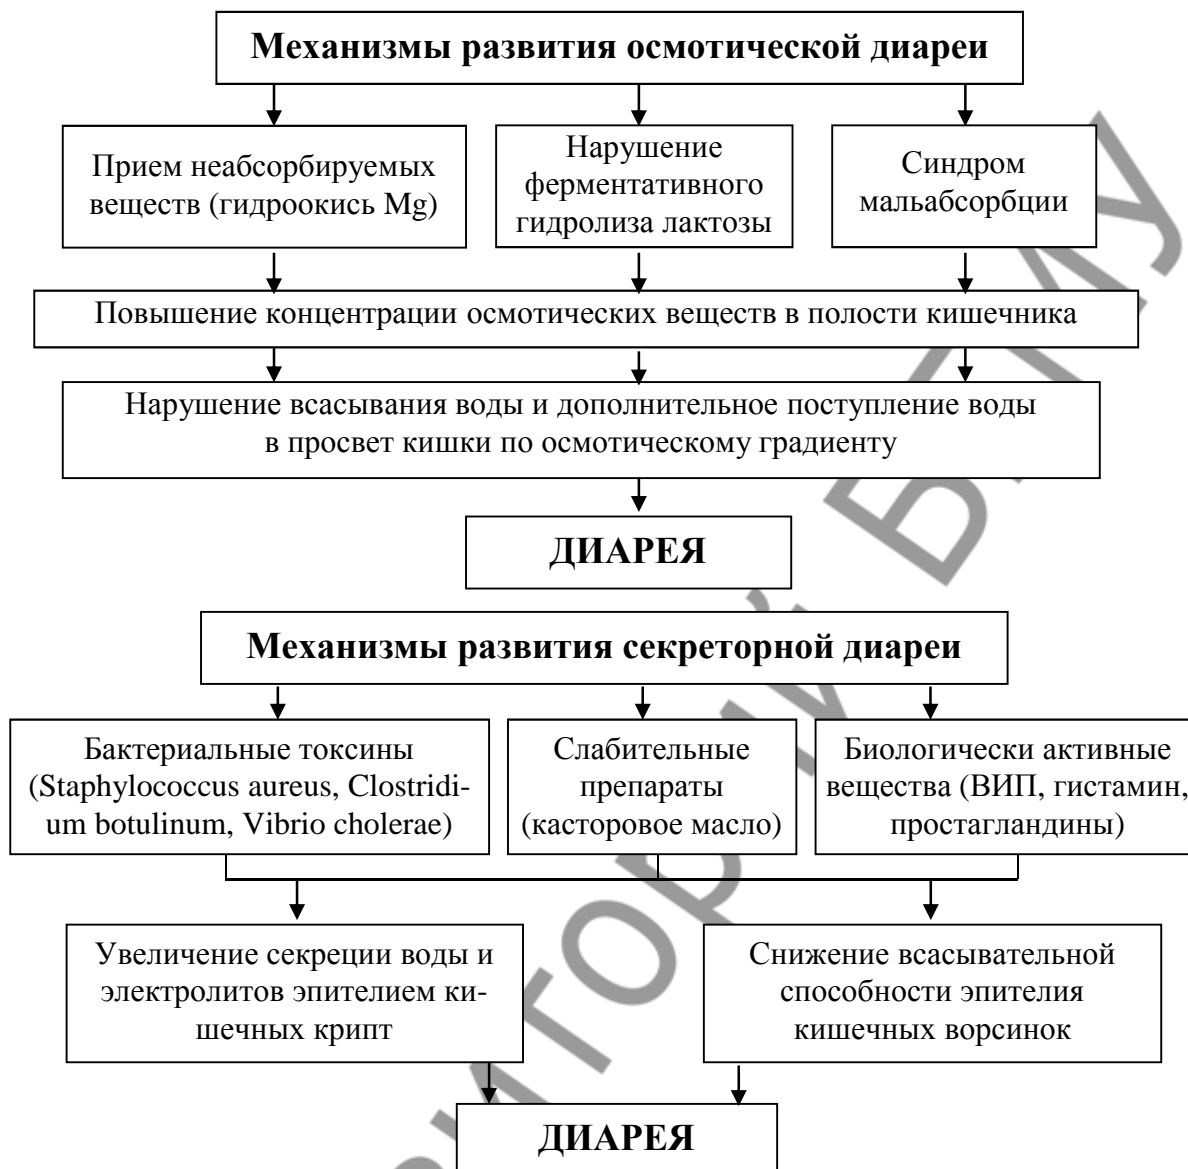 Механизмы развития осмотической диареи
Прием неабсорбируемых
веществ (гидроокись Mg)
Нарушение
ферментативного
гидролиза лактозы
Синдром
мальабсорбции
Повышение концентрации осмотических веществ в полости кишечника
Нарушение всасывания воды и дополнительное поступление воды
в просвет кишки по осмотическому градиенту
ДИАРЕЯ
Механизмы развития секреторной диареи
Бактериальные токсины
(Staphylococcus aureus, Clostridi-
um botulinum, Vibrio cholerae)
Слабительные
препараты
(касторовое масло)
Биологически активные
вещества (ВИП, гистамин,
простагландины)
Увеличение секреции воды и
электролитов эпителием ки-
шечных крипт
Снижение всасывательной
способности эпителия
кишечных ворсинок
ДИАРЕЯ